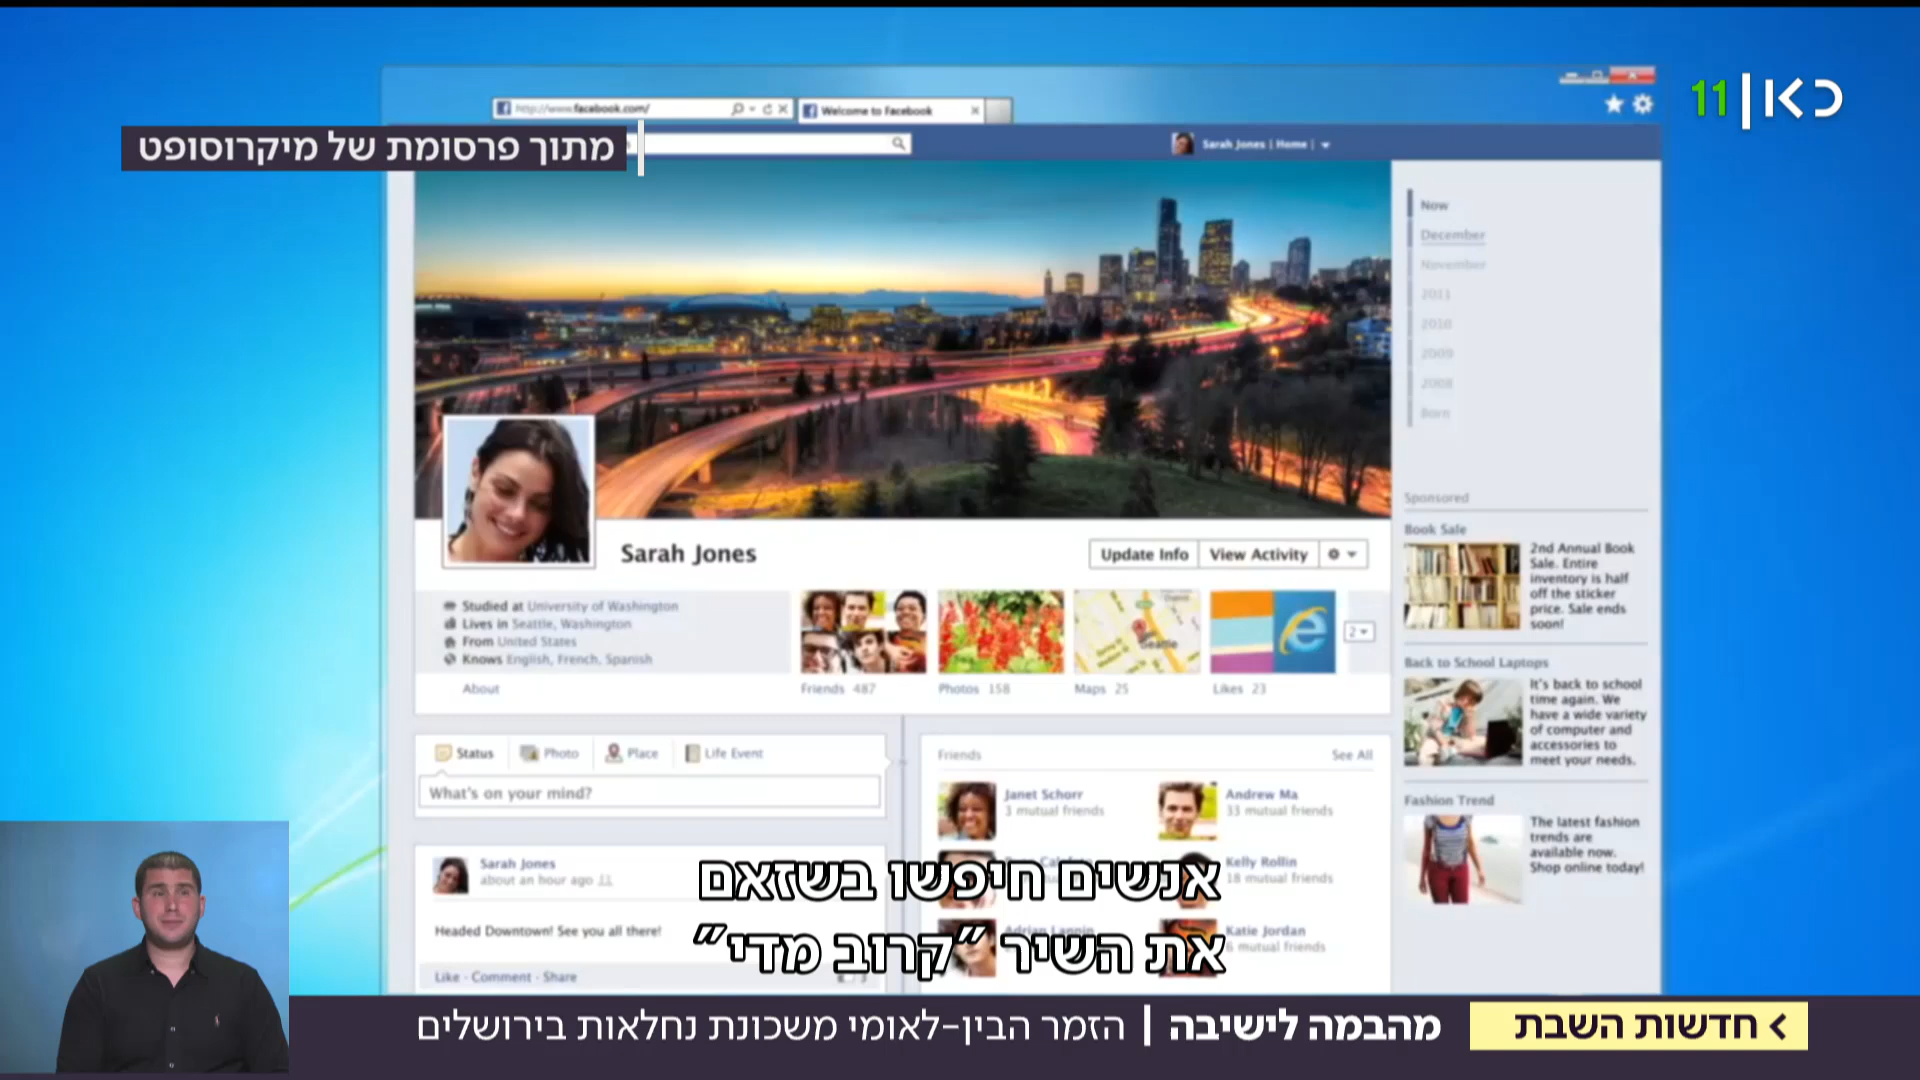 כאן | 11
מתוך פרסומת של מיקרוסופט
http://www.facebook.com/
Welcome to Facebook
Sarah Jones | Home |
Now
December
November
2011
2010
2009
2008
Born
Sarah Jones
Update Info
View Activity
Studied at University of Washington
Lives in Seattle, Washington
From United States
Knows English, French, Spanish
About
Friends 487
Photos 158
Seattle
Maps 25
Likes 23
2
Sponsored
Book Sale
2nd Annual Book
Sale. Entire
inventory is half
off the sticker
price. Sale ends
soon!
Back to School Laptops
It's back to school
time again. We
have a wide variety
of computer and
accessories to
meet your needs.
Fashion Trend
The latest fashion
trends are
available now.
Shop online today!
Status
Photo
Place
Life Event
What's on your mind?
Sarah Jones
about an hour ago
Headed Downtown! See you all there!
Like · Comment · Share
Friends
See All
Janet Schorr
3 mutual friends
Andrew Ma
33 mutual friends
Kelly Rollin
18 mutual friends
Katie Jordan
mutual friends
אנשים חיפשו בשזאם
את השיר "קרוב מדי"
חדשות השבת
מהבמה לישיבה | הזמר הבין-לאומי משכונת נחלאות בירושלים